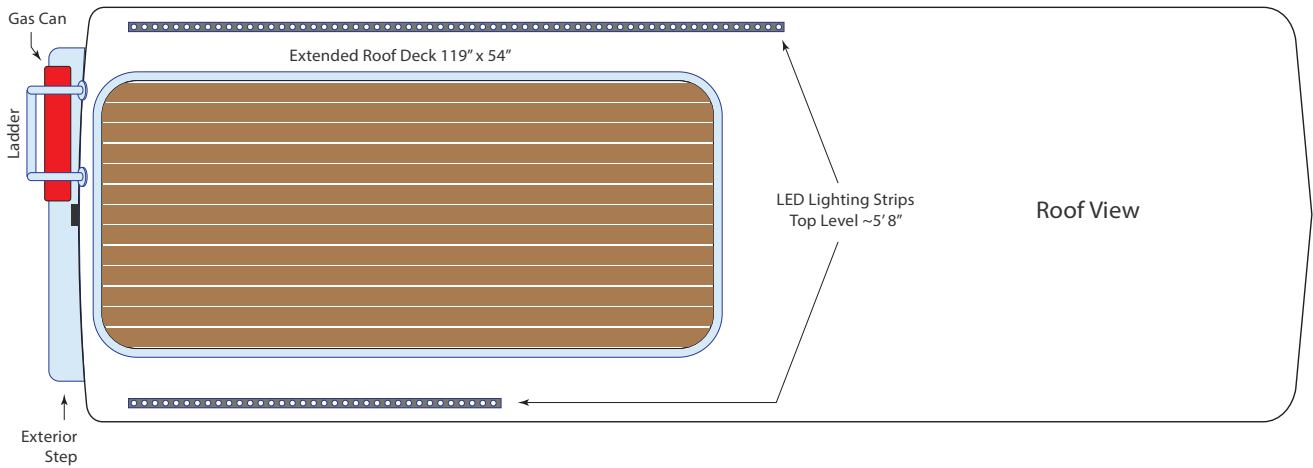 Gas Can
Extended Roof Deck 119” x 54”
Ladder
LED Lighting Strips
Top Level ~5’ 8”
Roof View
Exterior
Step